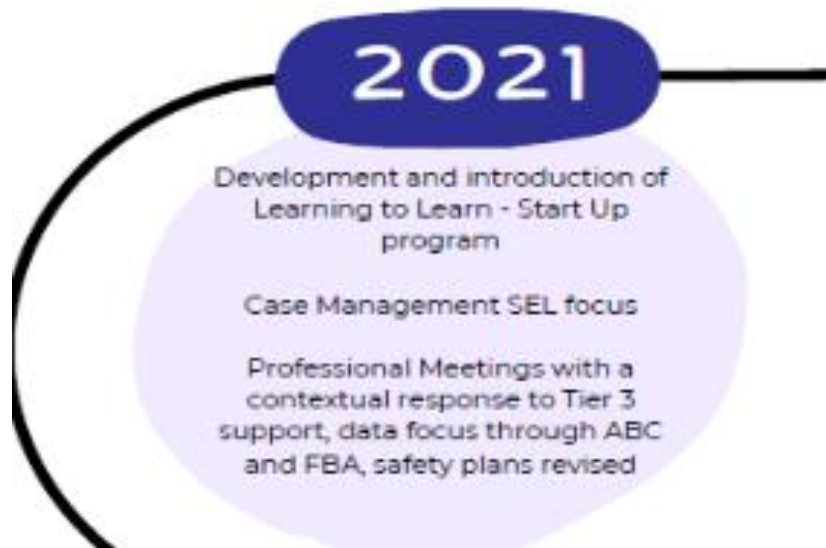 2021
Development and introduction of
Learning to Learn - Start Up
program
Case Management SEL focus
Professional Meetings with a
contextual response to Tier 3
support, data focus through ABC
and FBA, safety plans revised